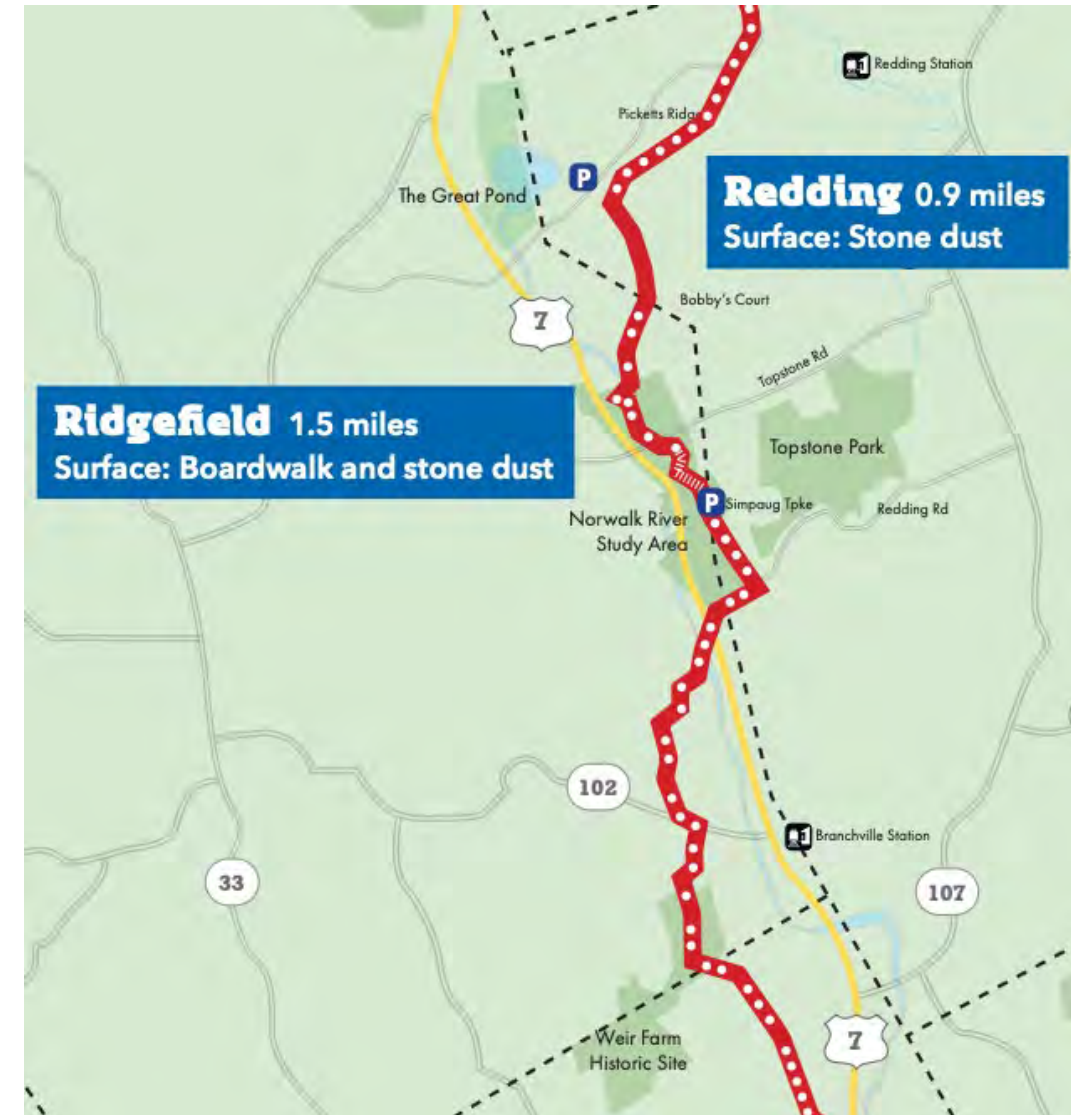 Redding Station
Picketts Ridge
P
The Great Pond
Redding 0.9 miles
Surface: Stone dust
Bobby's Court
7
Topstone Rd
Ridgefield 1.5 miles
Surface: Boardwalk and stone dust
Topstone Park
P
Simpaug Tpke
Redding Rd
Norwalk River
Study Area
102
Branchville Station
33
107
7
Weir Farm
Historic Site